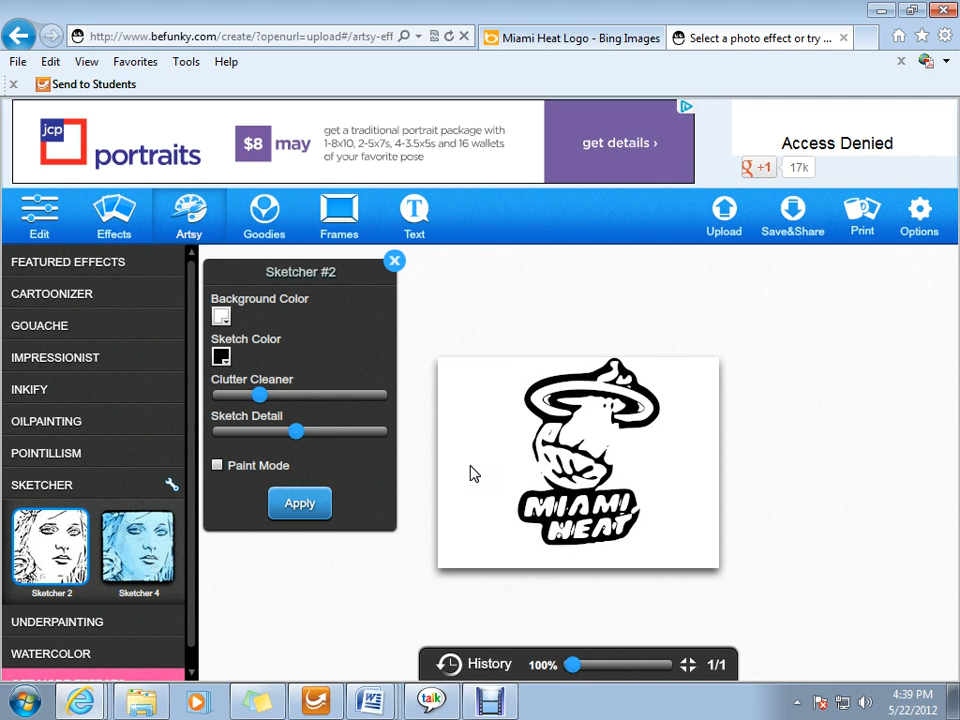 http://www.befunky.com/create/?openurl=upload#/artsy-eff
Miami Heat Logo - Bing Images
Select a photo effect or try ...
File Edit View Favorites Tools Help
Send to Students
jcp
portraits
$8 may
get a traditional portrait package with
1-8x10, 2-5x7s, 4-3.5x5s and 16 wallets
of your favorite pose
get details ›
Access Denied
+1 17k
Edit Effects Artsy Goodies Frames Text Upload Save&Share Print Options
FEATURED EFFECTS
CARTOONIZER
GOUACHE
IMPRESSIONIST
INKIFY
OILPAINTING
POINTILLISM
SKETCHER
Sketcher 2 Sketcher 4
UNDERPAINTING
WATERCOLOR
Sketcher #2
Background Color
Sketch Color
Clutter Cleaner
Sketch Detail
Paint Mode
Apply
MIAMI
HEAT
History 100% 1/1
talk
4:39 PM
5/22/2012